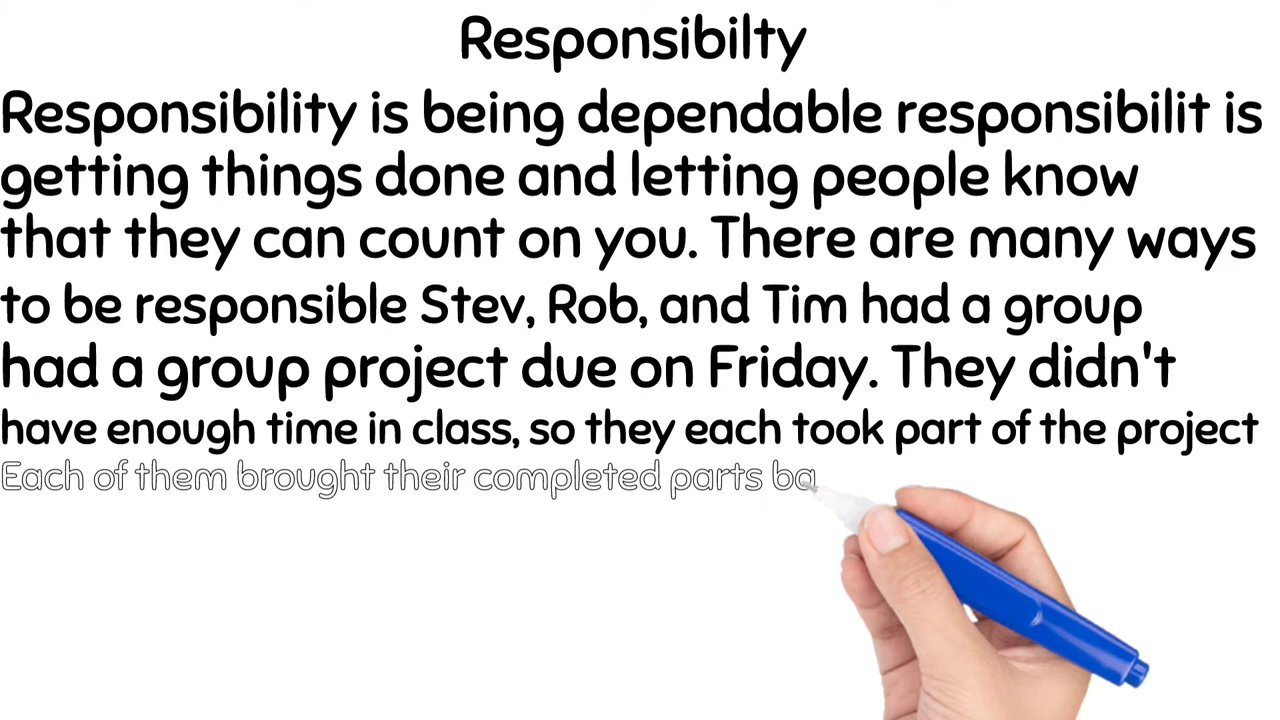 Responsibilty
Responsibility is being dependable responsibilit is
getting things done and letting people know
that they can count on you. There are many ways
to be responsible Stev, Rob, and Tim had a group
had a group project due on Friday. They didn't
have enough time in class, so they each took part of the project
Each of them brought their completed parts ba